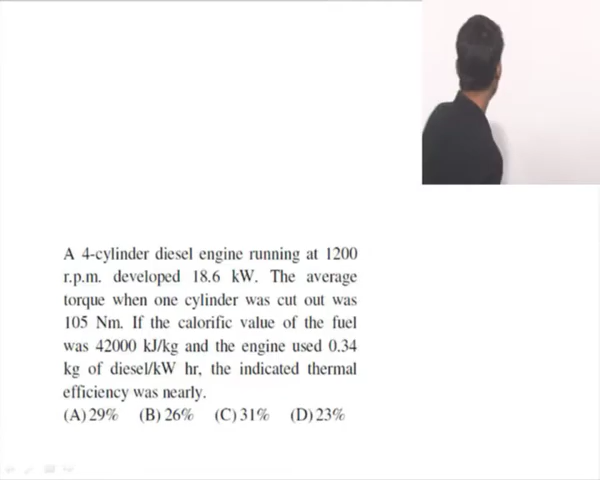 A 4-cylinder diesel engine running at 1200
r.p.m. developed 18.6 kW. The average
torque when one cylinder was cut out was
105 Nm. If the calorific value of the fuel
was 42000 kJ/kg and the engine used 0.34
kg of diesel/kW hr, the indicated thermal
efficiency was nearly.
(A) 29% (B) 26% (C) 31% (D) 23%